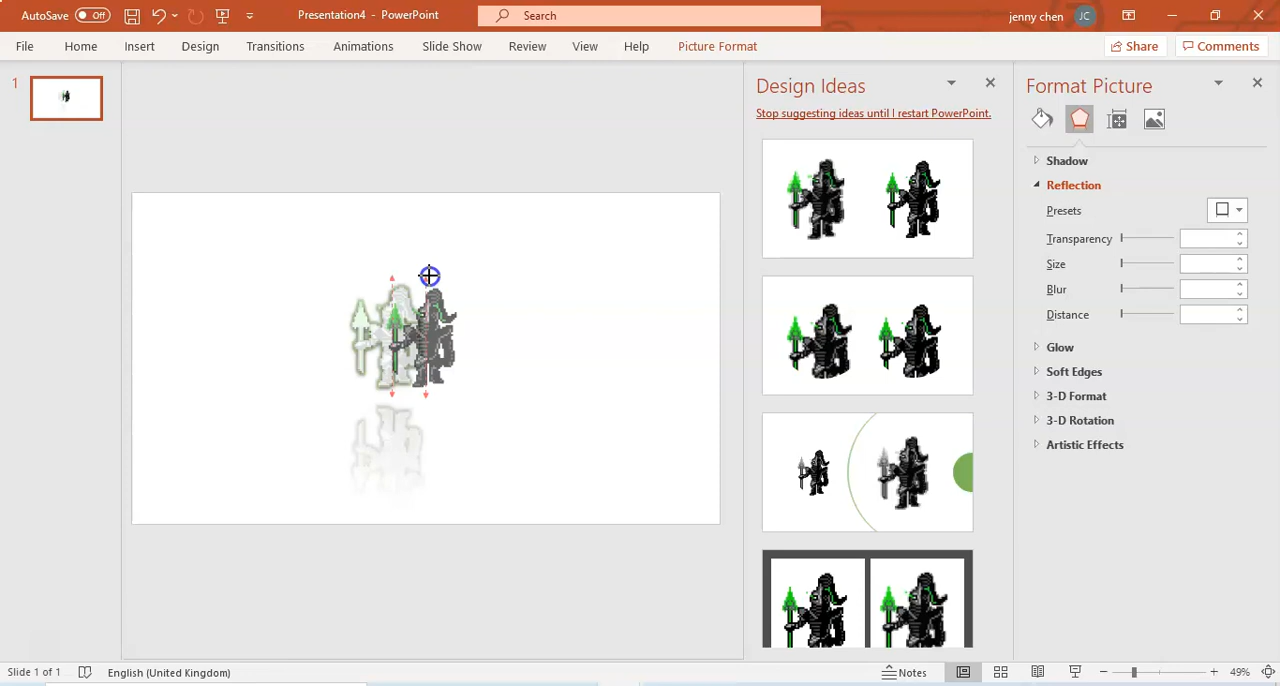 AutoSave Off Presentation4 - PowerPoint Search jenny chen JC
File Home Insert Design Transitions Animations Slide Show Review View Help Picture Format Share Comments
1
Design Ideas
Stop suggesting ideas until I restart PowerPoint.
Format Picture
Shadow
Reflection
Presets
Transparency
Size
Blur
Distance
Glow
Soft Edges
3-D Format
3-D Rotation
Artistic Effects
Slide 1 of 1 English (United Kingdom) Notes 49%